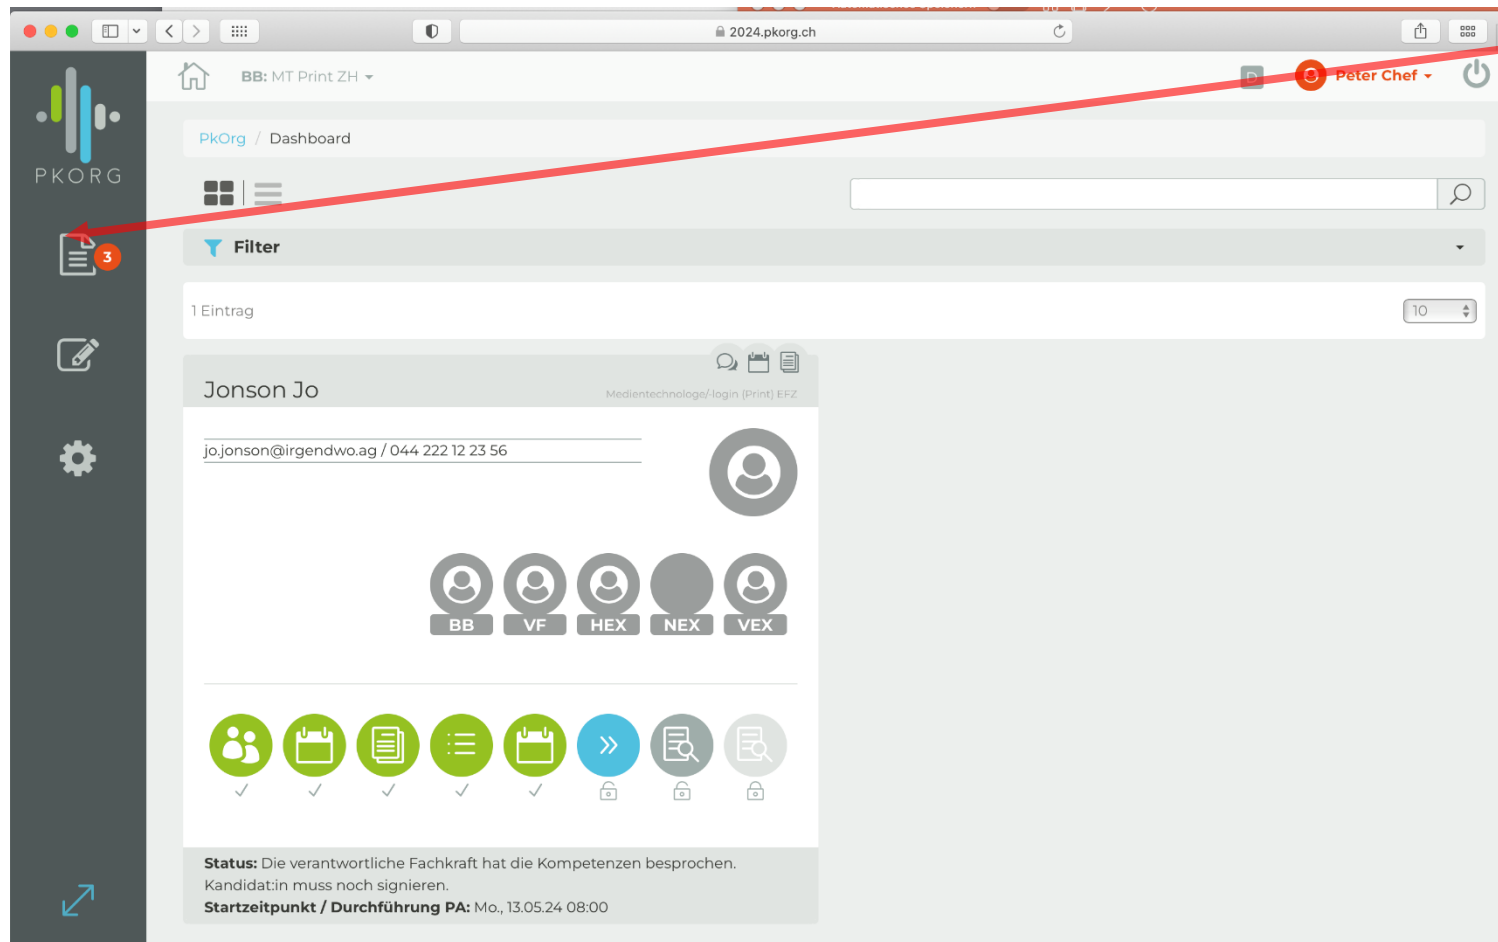 2024.pkorg.ch
BB: MT Print ZH
D
Peter Chef
PKORG
PkOrg / Dashboard
3
Filter
1 Eintrag
10
Jonson Jo
Medientechnologe/-login (Print) EFZ
jo.jonson@irgendwo.ag / 044 222 12 23 56
BB VF HEX NEX VEX
Status: Die verantwortliche Fachkraft hat die Kompetenzen besprochen.
Kandidat:in muss noch signieren.
Startzeitpunkt / Durchführung PA: Mo., 13.05.24 08:00